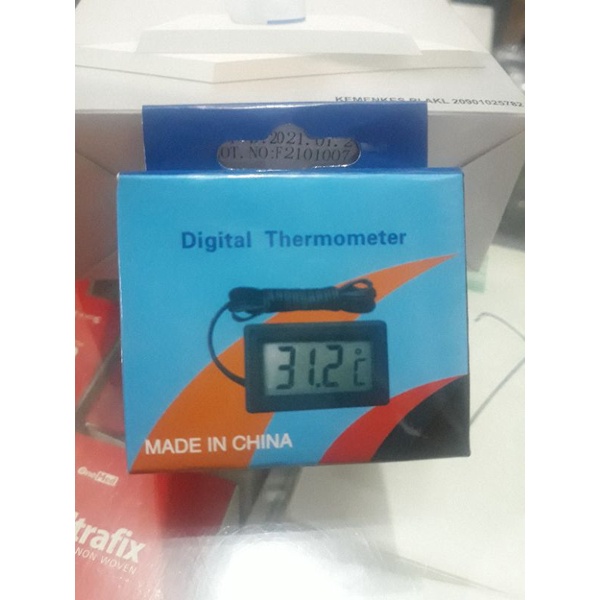 KEMENKES RI AKL 20901025782
2021.01.2
OT.NO:F2101007
Digital Thermometer
31.2°C
MADE IN CHINA
OneMed
trafix
NON WOVEN